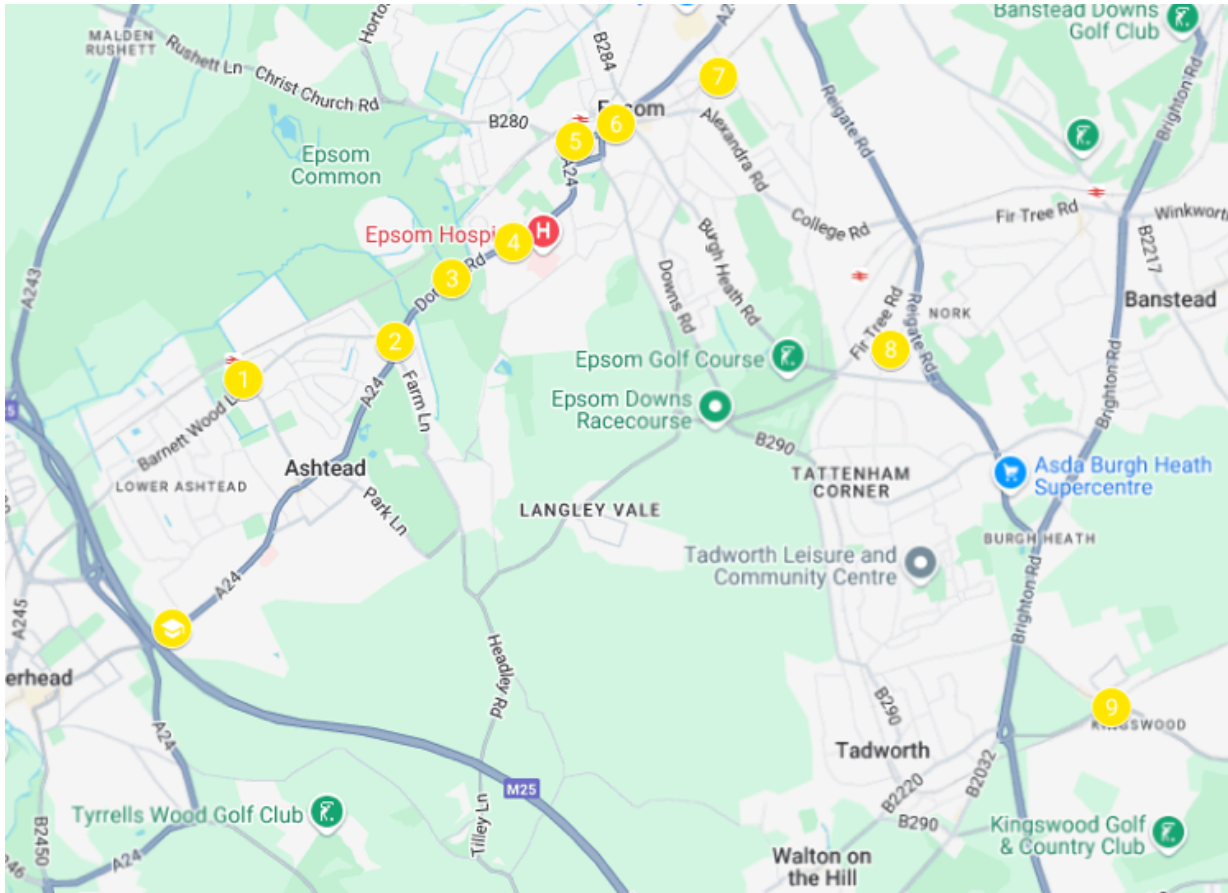 MALDEN
RUSHETT
Rushett Ln
Christ Church Rd
B284
Banstead Downs
Golf Club
7
B280
Epsom
6
5
A24
Alexandra Rd
Reigate Rd
Brighton Rd
Epsom
Common
A243
Epsom Hospi
4
H
College Rd
Fir Tree Rd
Winkworth
B2217
3
Burgh Heath Rd
Downs Rd
Banstead
NORK
Fir Tree Rd
Reigate Rd
8
2
1
A24
Farm Ln
Epsom Golf Course
Epsom Downs
Racecourse
Brighton Rd
Barnett Wood L
B290
Ashtead
LOWER ASHTEAD
Park Ln
LANGLEY VALE
TATTENHAM
CORNER
Asda Burgh Heath
Supercentre
BURGH HEATH
Tadworth Leisure and
Community Centre
A24
A245
Brighton Rd
erhead
Headley Rd
B290
9
KINGSWOOD
A24
Tadworth
B2032
M25
B2220
Tyrrells Wood Golf Club
Tilley Ln
B290
Kingswood Golf
& Country Club
B2450
A24
Walton on
the Hill